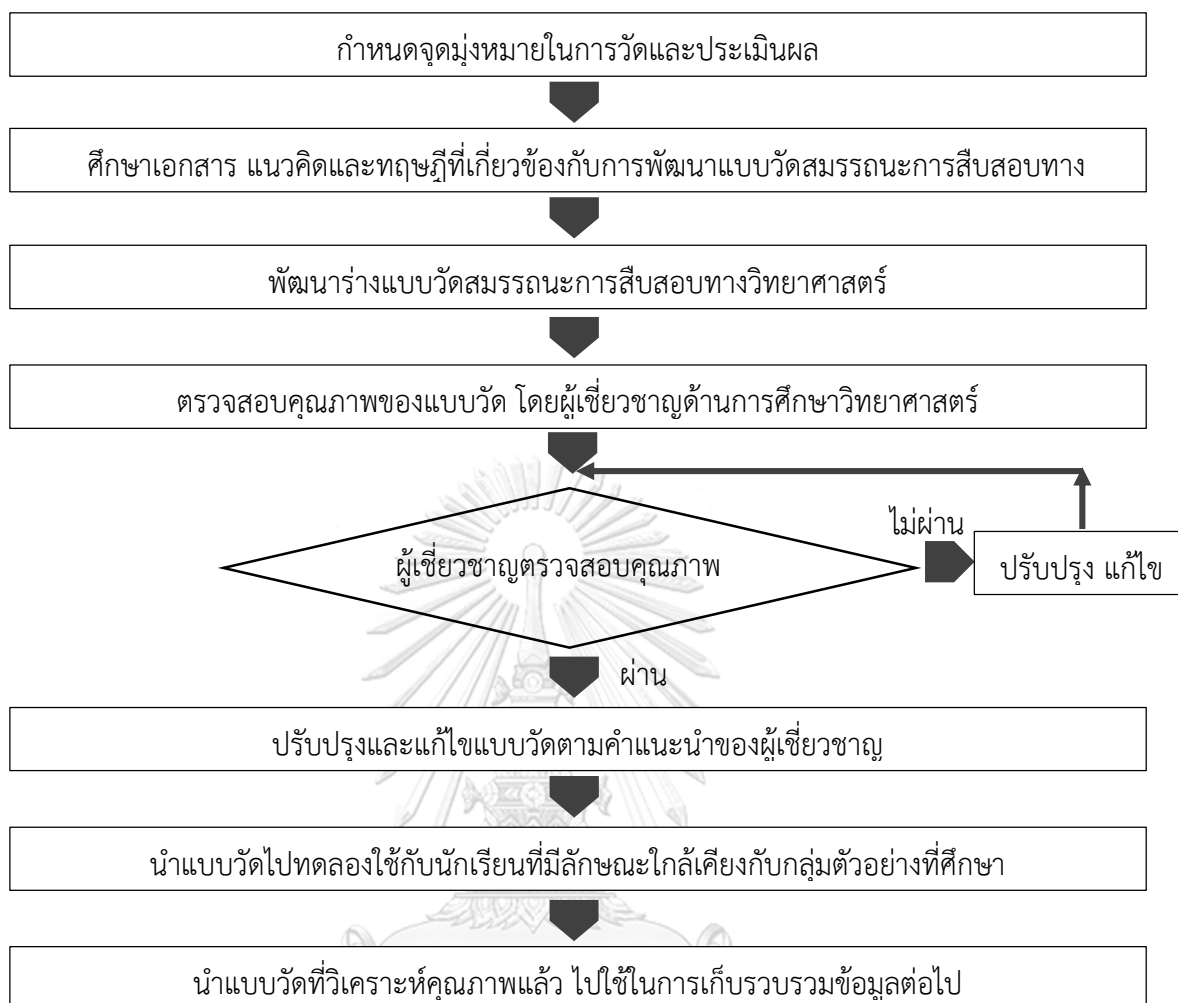 กำหนดจุดมุ่งหมายในการวัดและประเมินผล
ศึกษาเอกสาร แนวคิดและทฤษฎีที่เกี่ยวข้องกับการพัฒนาแบบวัดสมรรถนะการสืบสอบทาง
พัฒนาร่างแบบวัดสมรรถนะการสืบสอบทางวิทยาศาสตร์
ตรวจสอบคุณภาพของแบบวัด โดยผู้เชี่ยวชาญด้านการศึกษาวิทยาศาสตร์
ไม่ผ่าน
ผู้เชี่ยวชาญตรวจสอบคุณภาพ
ปรับปรุง แก้ไข
ผ่าน
ปรับปรุงและแก้ไขแบบวัดตามคำแนะนำของผู้เชี่ยวชาญ
นำแบบวัดไปทดลองใช้กับนักเรียนที่มีลักษณะใกล้เคียงกับกลุ่มตัวอย่างที่ศึกษา
นำแบบวัดที่วิเคราะห์คุณภาพแล้ว ไปใช้ในการเก็บรวบรวมข้อมูลต่อไป